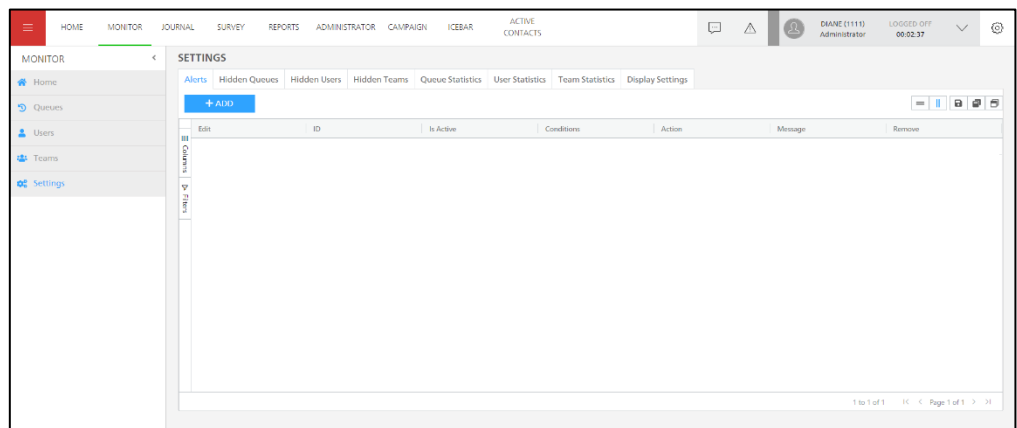 HOME MONITOR JOURNAL SURVEY REPORTS ADMINISTRATOR CAMPAIGN ICEBAR ACTIVE CONTACTS
DIANE (1111) LOGGED OFF
Administrator 00:02:37
MONITOR
Home
Queues
Users
Teams
Settings
SETTINGS
Alerts Hidden Queues Hidden Users Hidden Teams Queue Statistics User Statistics Team Statistics Display Settings
+ ADD
Edit ID Is Active Conditions Action Message Remove
Columns
Filters
1 to 1 of 1 Page 1 of 1